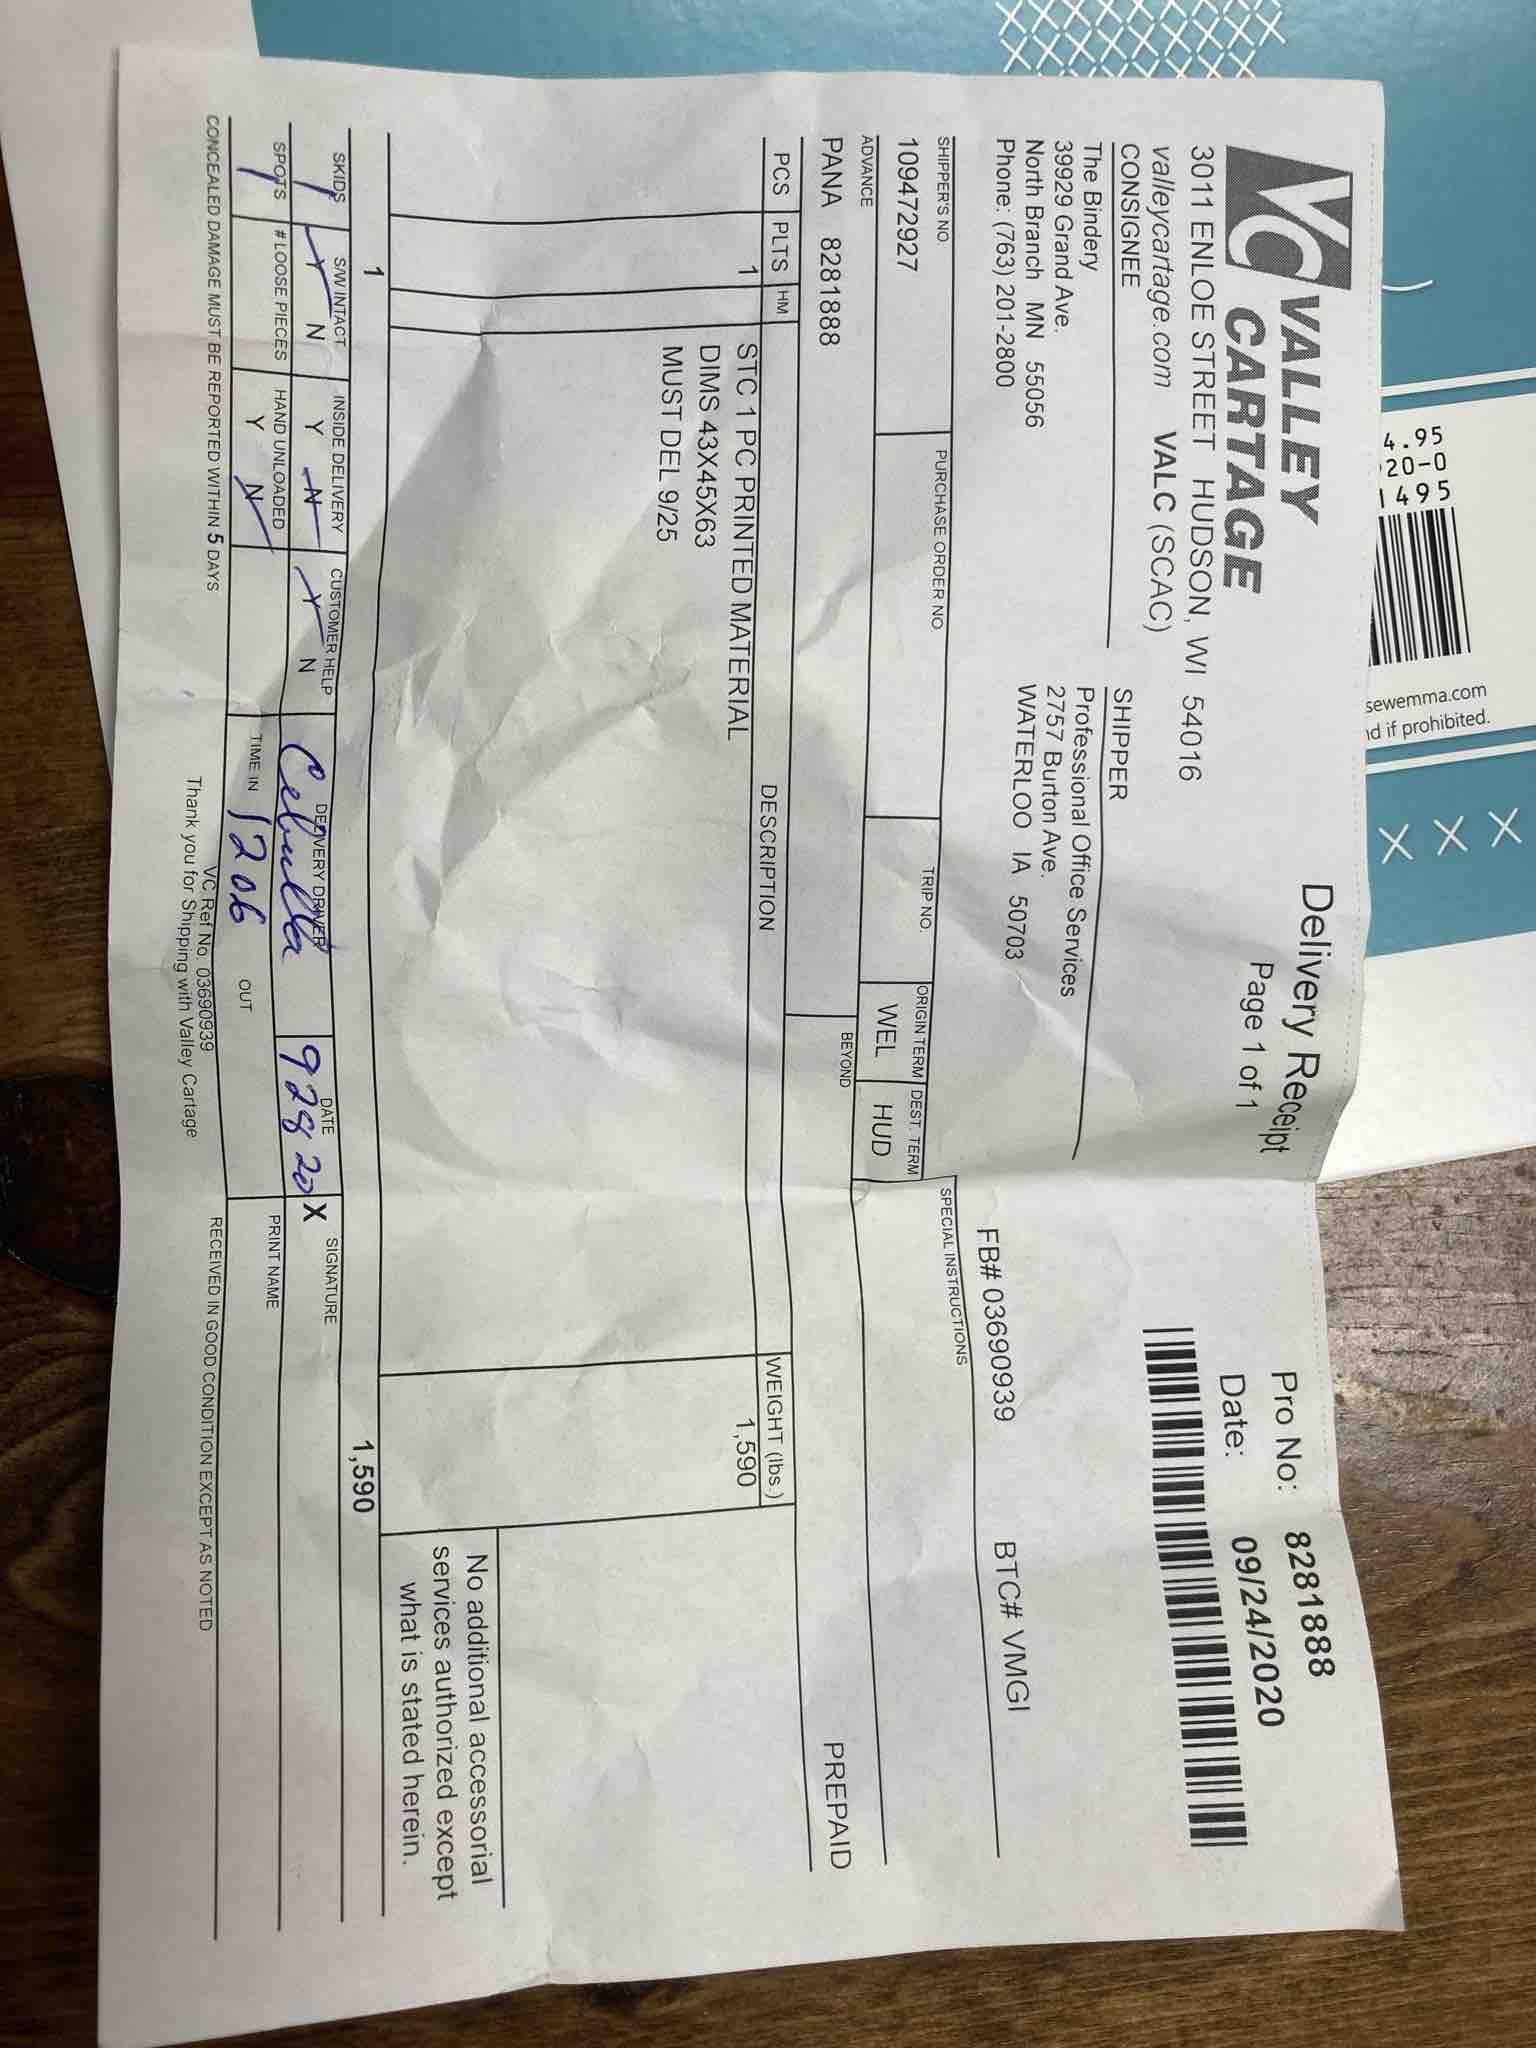 VC VALLEY CARTAGE
3011 ENLOE STREET HUDSON, WI 54016
valleycartage.com VALC (SCAC)
Delivery Receipt
Page 1 of 1
Pro No: 8281888
Date: 09/24/2020
CONSIGNEE
The Bindery
39929 Grand Ave.
North Branch MN 55056
Phone: (763) 201-2800
SHIPPER
Professional Office Services
2757 Burton Ave.
WATERLOO IA 50703
FB# 03690939 BTC# VMGI
SHIPPER'S NO. PURCHASE ORDER NO. TRIP NO. ORIGIN TERM DEST. TERM SPECIAL INSTRUCTIONS
109472927 WEL HUD
ADVANCE BEYOND
PANA 8281888 PREPAID
PCS PLTS HM DESCRIPTION WEIGHT (lbs.)
1 STC 1 PC PRINTED MATERIAL 1,590
DIMS 43X45X63
MUST DEL 9/25
No additional accessorial
services authorized except
what is stated herein.
1 1,590
SKIDS S/W INTACT INSIDE DELIVERY CUSTOMER HELP DELIVERY DRIVER DATE SIGNATURE
1 Y N Y N Y N 9 28 20 X
SPOTS # LOOSE PIECES HAND UNLOADED TIME IN 1206 OUT PRINT NAME
1 Y N
CONCEALED DAMAGE MUST BE REPORTED WITHIN 5 DAYS
VC Ref No. 03690939
Thank you for Shipping with Valley Cartage
RECEIVED IN GOOD CONDITION EXCEPT AS NOTED
4.95
20-0
1495
sewemma.com
if prohibited.